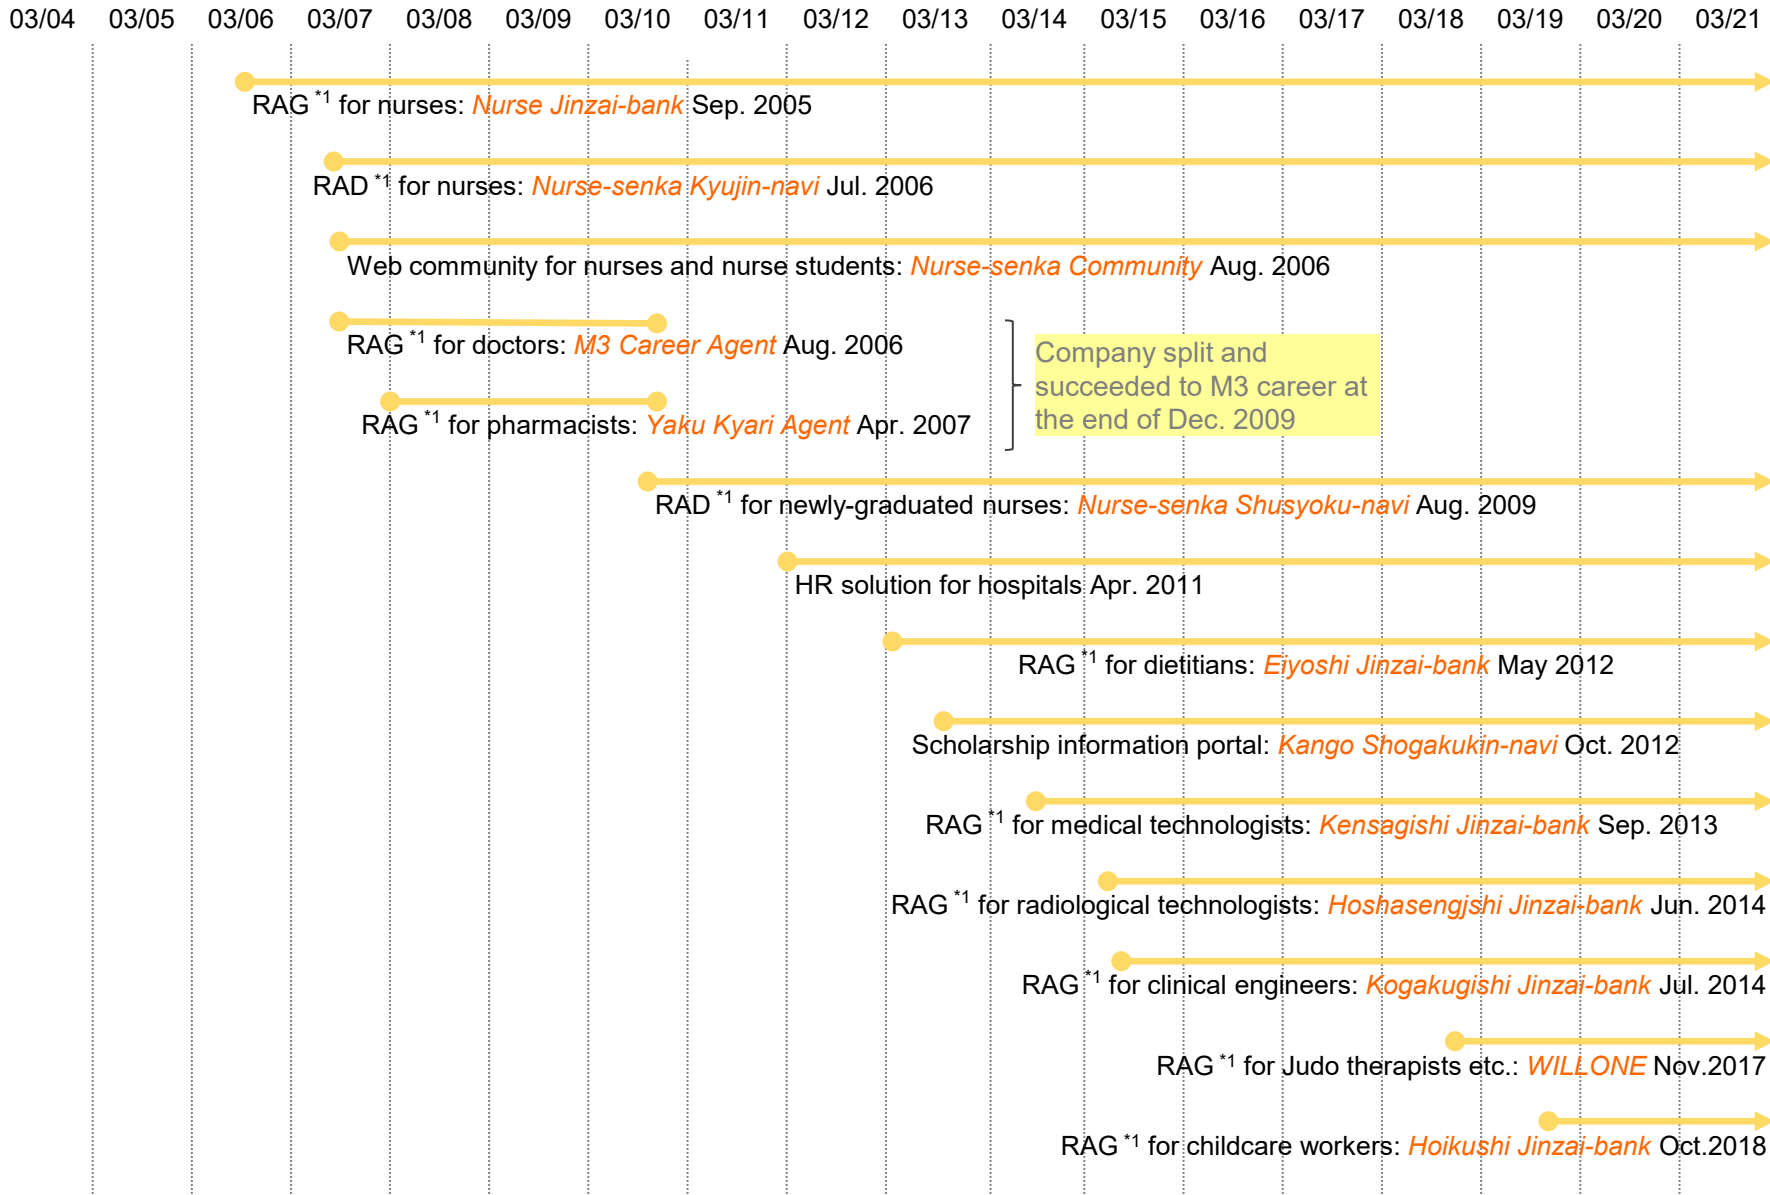 03/04 03/05 03/06 03/07 03/08 03/09 03/10 03/11 03/12 03/13 03/14 03/15 03/16 03/17 03/18 03/19 03/20 03/21
RAG *1 for nurses: Nurse Jinzai-bank Sep. 2005
RAD *1 for nurses: Nurse-senka Kyujin-navi Jul. 2006
Web community for nurses and nurse students: Nurse-senka Community Aug. 2006
RAG *1 for doctors: M3 Career Agent Aug. 2006
RAG *1 for pharmacists: Yaku Kyari Agent Apr. 2007
Company split and
succeeded to M3 career at
the end of Dec. 2009
RAD *1 for newly-graduated nurses: Nurse-senka Shusyoku-navi Aug. 2009
HR solution for hospitals Apr. 2011
RAG *1 for dietitians: Eiyoshi Jinzai-bank May 2012
Scholarship information portal: Kango Shogakukin-navi Oct. 2012
RAG *1 for medical technologists: Kensagishi Jinzai-bank Sep. 2013
RAG *1 for radiological technologists: Hoshasengjshi Jinzai-bank Jun. 2014
RAG *1 for clinical engineers: Kogakugishi Jinzai-bank Jul. 2014
RAG *1 for Judo therapists etc.: WILLONE Nov.2017
RAG *1 for childcare workers: Hoikushi Jinzai-bank Oct.2018